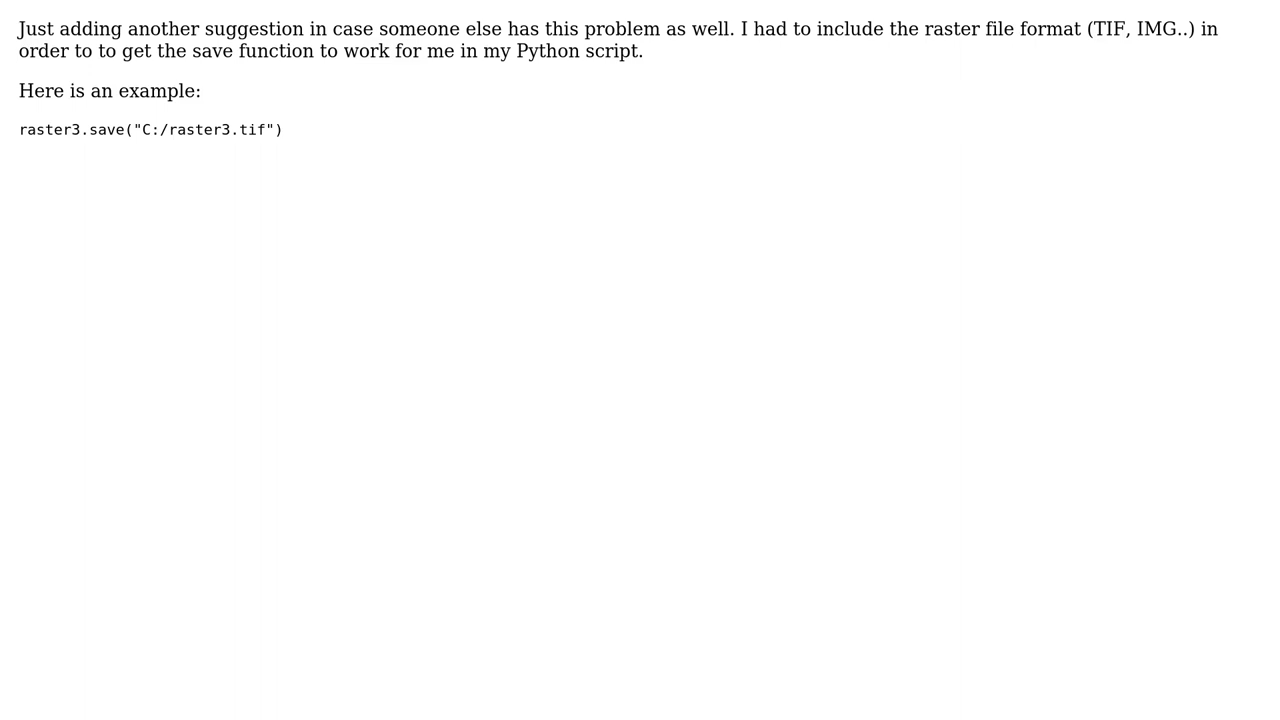 Just adding another suggestion in case someone else has this problem as well. I had to include the raster file format (TIF, IMG..) in
order to to get the save function to work for me in my Python script.
Here is an example:
raster3.save("C:/raster3.tif")